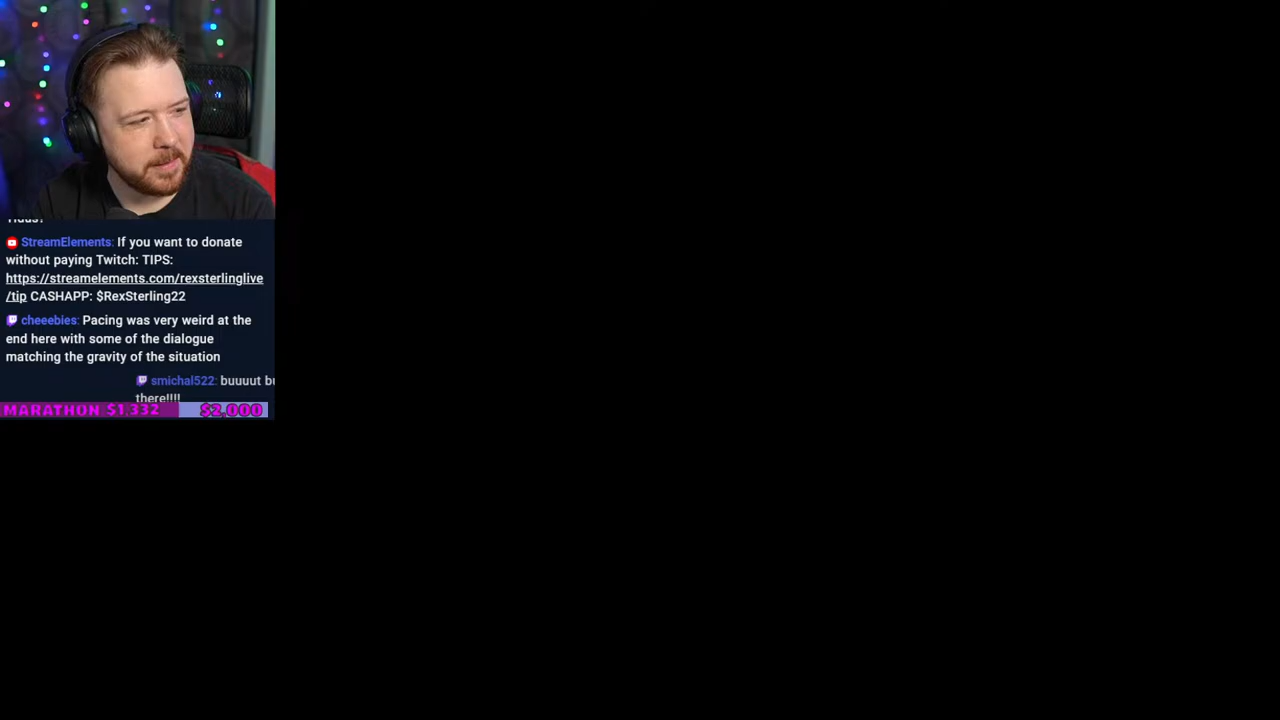 StreamElements: If you want to donate
without paying Twitch: TIPS:
https://streamelements.com/rexsterlinglive
/tip CASHAPP: $RexSterling22
cheeebies: Pacing was very weird at the
end here with some of the dialogue
matching the gravity of the situation
smichal522: buuuut
there!!!!
MARATHON $1,332 $2,000